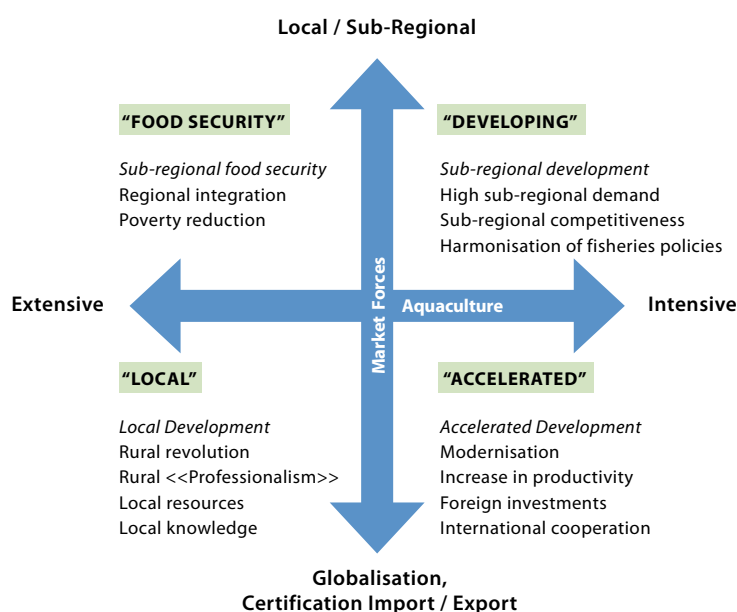 Local / Sub-Regional
“FOOD SECURITY”
Sub-regional food security
Regional integration
Poverty reduction
“DEVELOPING”
Sub-regional development
High sub-regional demand
Sub-regional competitiveness
Harmonisation of fisheries policies
Extensive
Market Forces
Aquaculture
Intensive
“LOCAL”
Local Development
Rural revolution
Rural <<Professionalism>>
Local resources
Local knowledge
“ACCELERATED”
Accelerated Development
Modernisation
Increase in productivity
Foreign investments
International cooperation
Globalisation,
Certification Import / Export